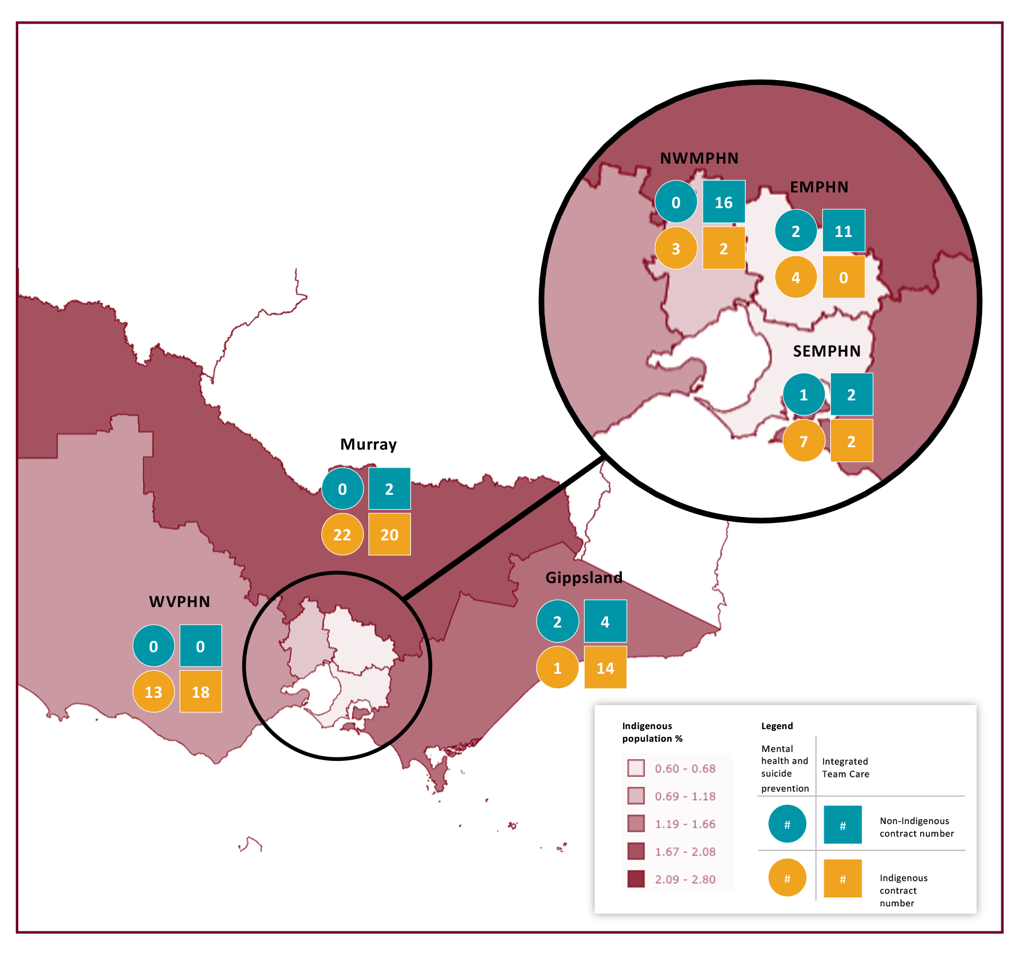 NWMPHN
0 16
3 2
EMPHN
2 11
4 0
SEMPHN
1 2
7 2
Murray
0 2
22 20
Gippsland
2 4
1 14
WVPHN
0 0
13 18
Indigenous
population %
0.60 - 0.68
0.69 - 1.18
1.19 - 1.66
1.67 - 2.08
2.09 - 2.80
Legend
Mental
health and
suicide
prevention
Integrated
Team Care
# #
Non-Indigenous
contract number
# #
Indigenous
contract
number